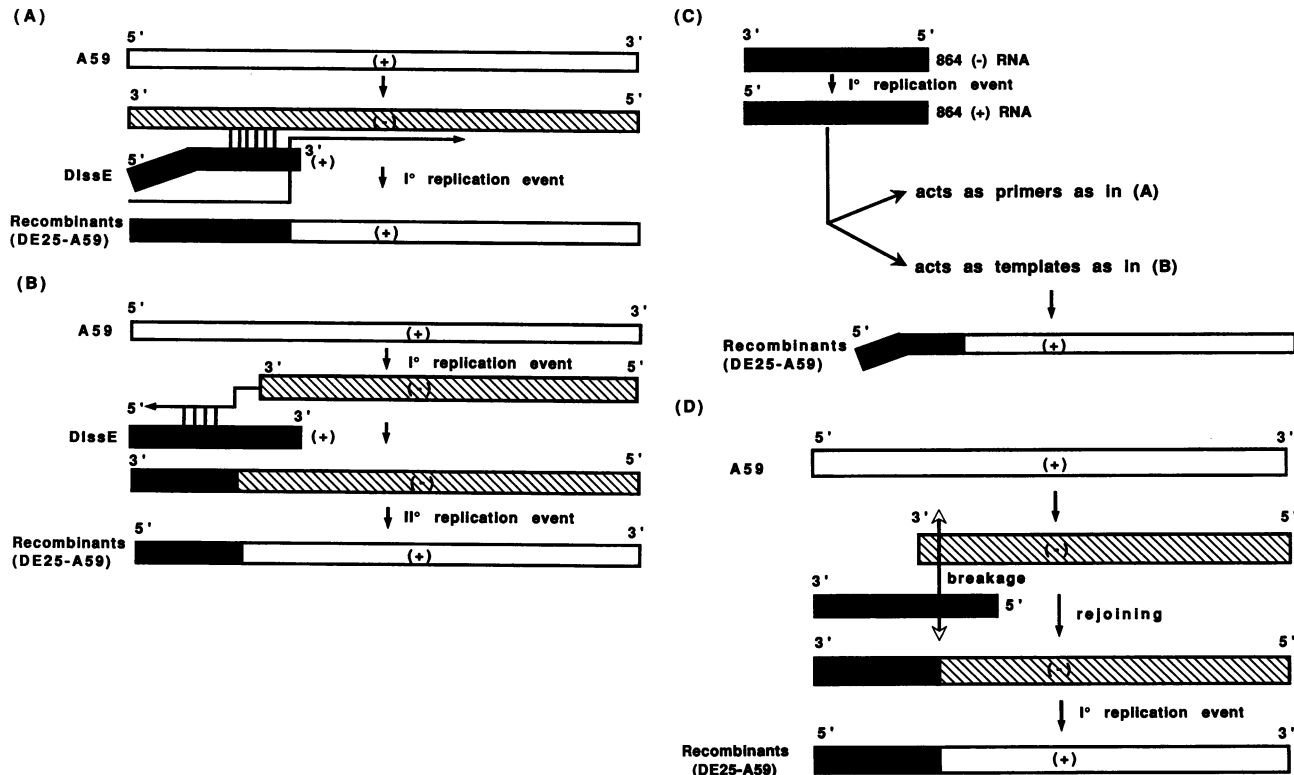 (A)
5' 3'
A59 (+)
3' 5'
(-)
5' 3' (+)
DIssE
I° replication event
Recombinants
(DE25-A59) (+)
(B)
5' 3'
A59 (+)
I° replication event
3' 5'
(-)
5' 3'
DIssE (+)
3' 5'
(-)
II° replication event
5' 3'
Recombinants
(DE25-A59) (+)
(C)
3' 5'
864 (-) RNA
I° replication event
5'
864 (+) RNA
acts as primers as in (A)
acts as templates as in (B)
5'
Recombinants
(DE25-A59) (+)
(D)
5' 3'
A59 (+)
3' 5'
(-)
breakage
3' 5'
rejoining
3' 5'
(-)
I° replication event
5' 3'
Recombinants
(DE25-A59) (+)